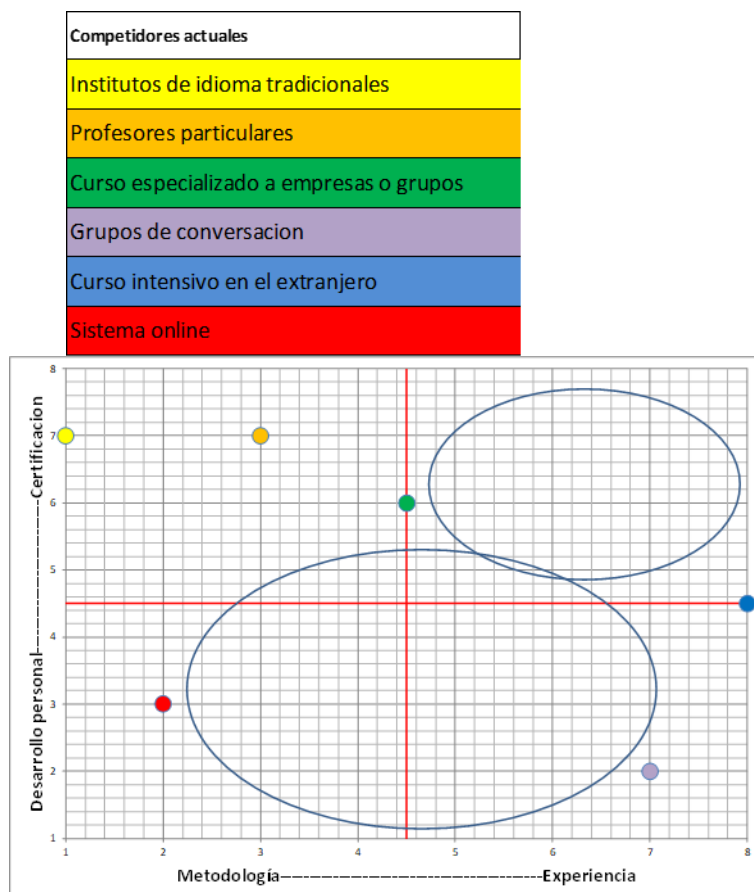 Competidores actuales
Institutos de idioma tradicionales
Profesores particulares
Curso especializado a empresas o grupos
Grupos de conversacion
Curso intensivo en el extranjero
Sistema online
8
7
6
5
4
3
2
1
Desarrollo personal-----------------------Certificacion
1 2 3 4 5 6 7 8
Metodología---------------------------------------Experiencia